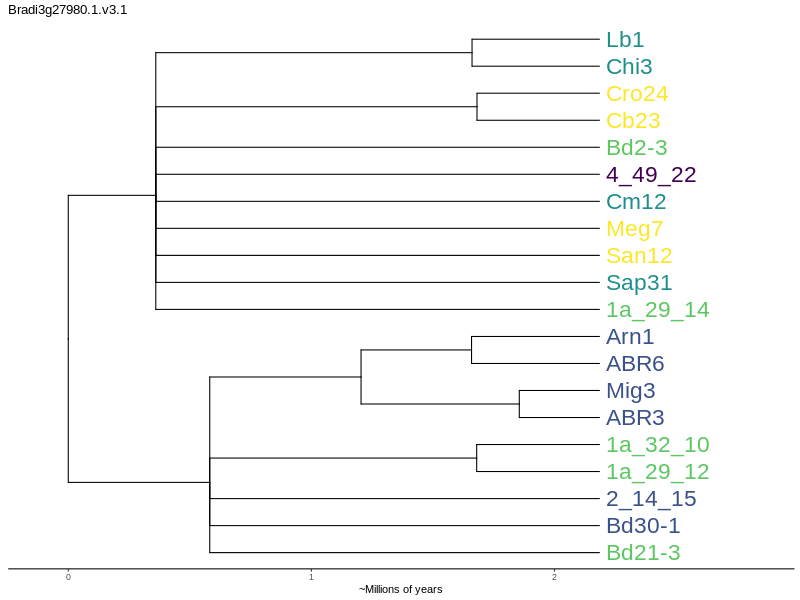 Bradi3g27980.1.v3.1
Lb1
Chi3
Cro24
Cb23
Bd2-3
4_49_22
Cm12
Meg7
San12
Sap31
1a_29_14
Arn1
ABR6
Mig3
ABR3
1a_32_10
1a_29_12
2_14_15
Bd30-1
Bd21-3
0 1 2
~Millions of years